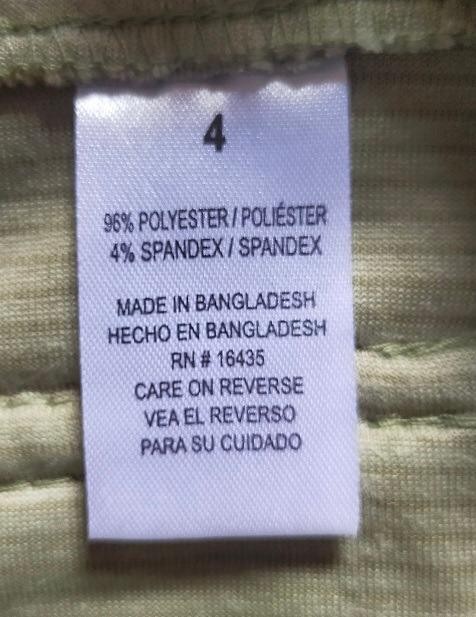 4
96% POLYESTER / POLIÉSTER
4% SPANDEX / SPANDEX
MADE IN BANGLADESH
HECHO EN BANGLADESH
RN # 16435
CARE ON REVERSE
VEA EL REVERSO
PARA SU CUIDADO